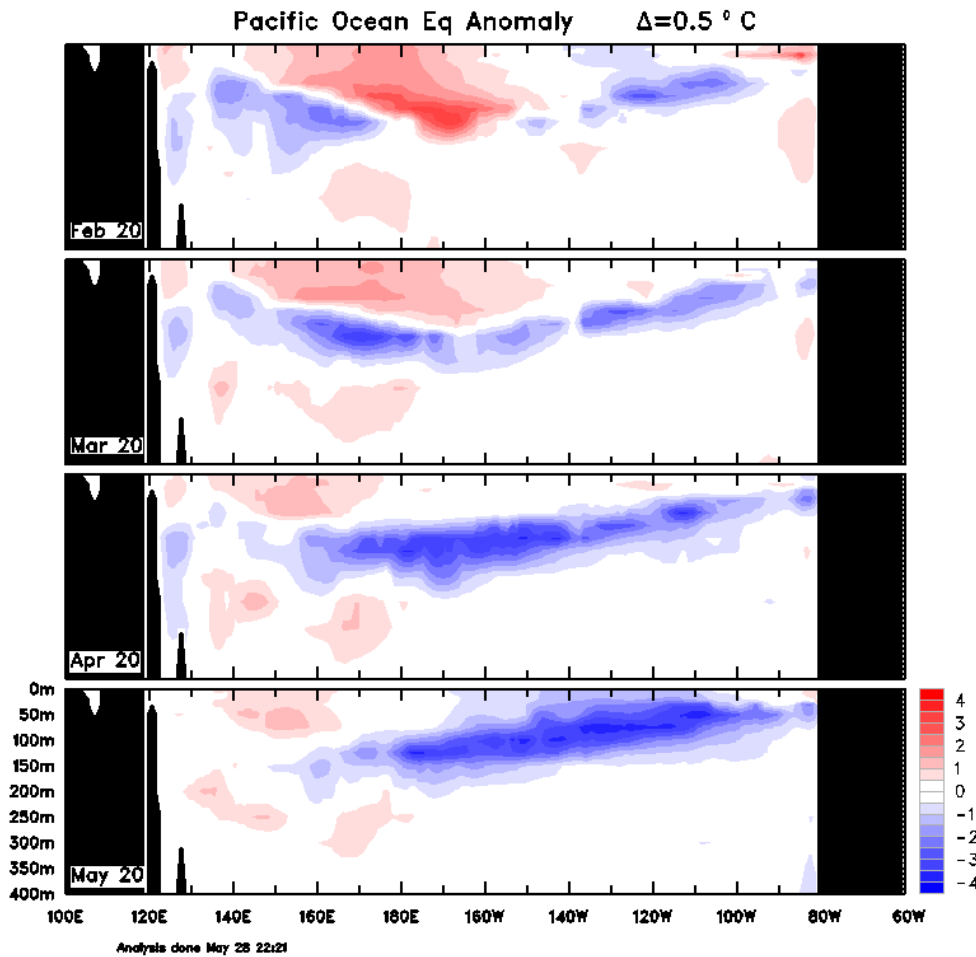 Pacific Ocean Eq Anomaly Δ=0.5 ° C
Feb 20
Mar 20
Apr 20
0m
50m
100m
150m
200m
250m
300m
350m
400m
May 20
4
3
2
1
0
-1
-2
-3
-4
100E 120E 140E 160E 180E 160W 140W 120W 100W 80W 60W
Analysis done May 28 22:21